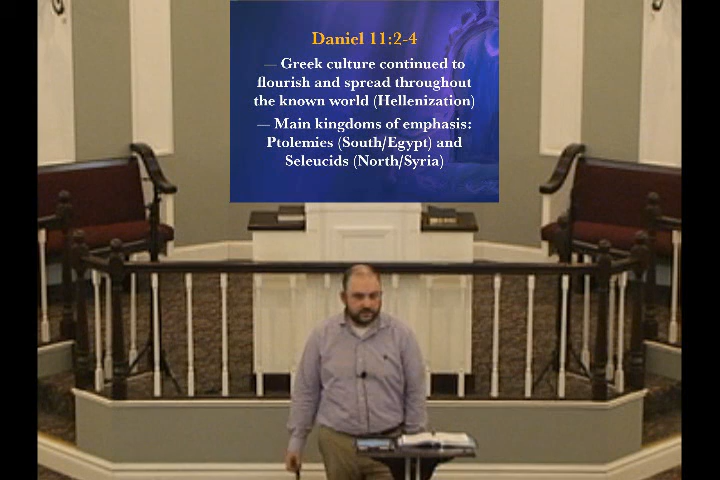 Daniel 11:2-4
— Greek culture continued to
flourish and spread throughout
the known world (Hellenization)
— Main kingdoms of emphasis:
Ptolemies (South/Egypt) and
Seleucids (North/Syria)